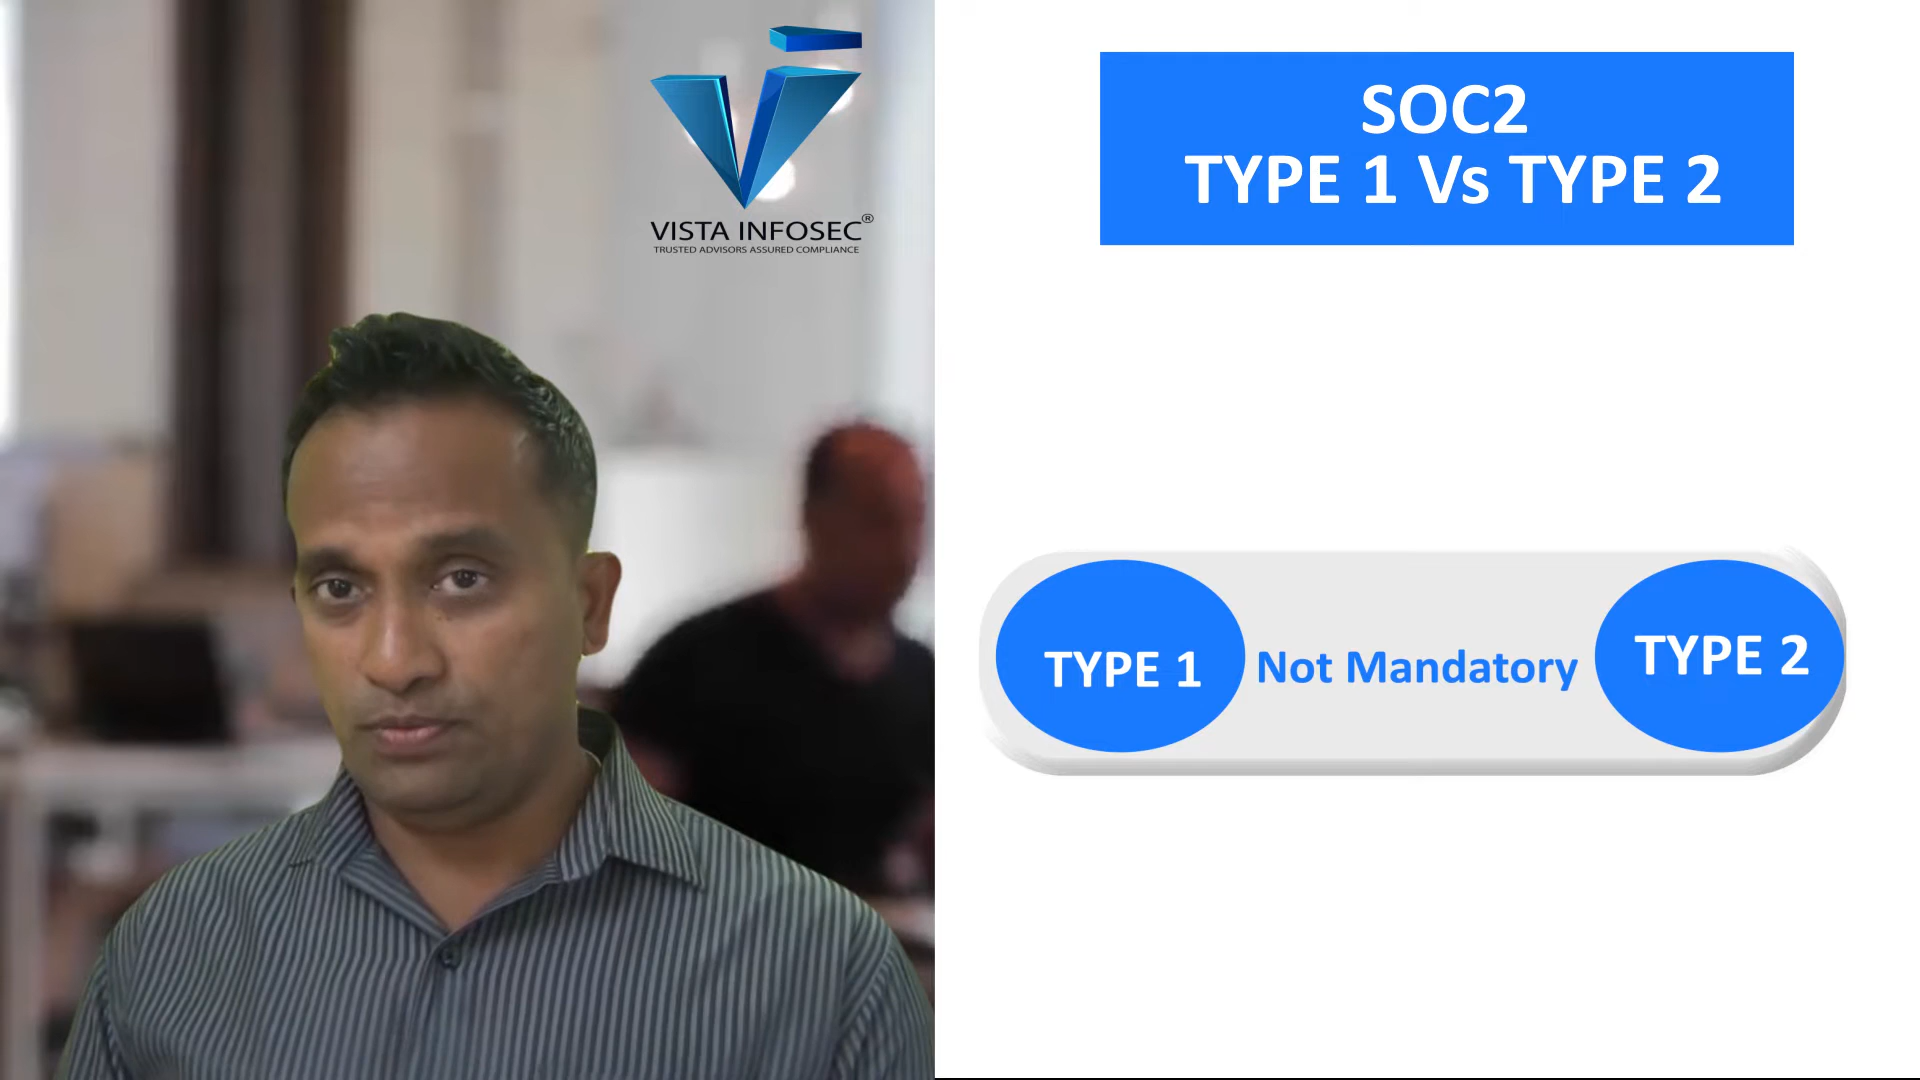 VISTA INFOSEC®
TRUSTED ADVISORS ASSURED COMPLIANCE
SOC2
TYPE 1 Vs TYPE 2
TYPE 1 Not Mandatory TYPE 2